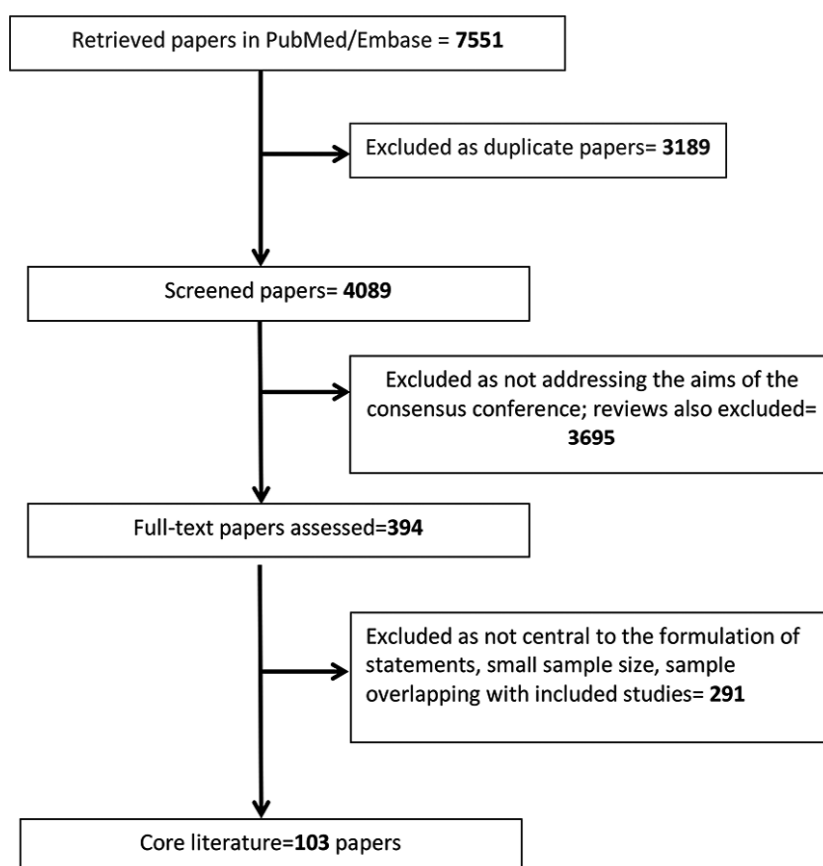 Retrieved papers in PubMed/Embase = 7551
Excluded as duplicate papers= 3189
Screened papers= 4089
Excluded as not addressing the aims of the
consensus conference; reviews also excluded=
3695
Full-text papers assessed=394
Excluded as not central to the formulation of
statements, small sample size, sample
overlapping with included studies= 291
Core literature=103 papers